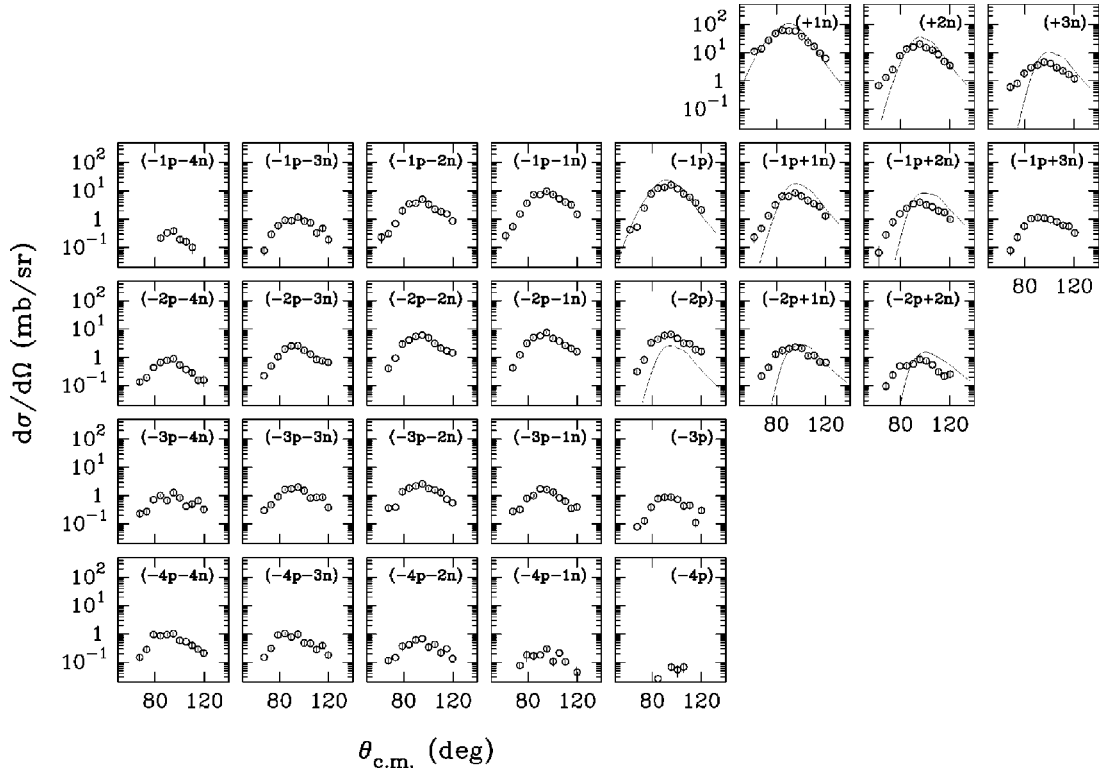 (+1n) (+2n) (+3n)
10² 10 1 10⁻¹
(−1p−4n) (−1p−3n) (−1p−2n) (−1p−1n) (−1p) (−1p+1n) (−1p+2n) (−1p+3n)
10² 10 1 10⁻¹
80 120
(−2p−4n) (−2p−3n) (−2p−2n) (−2p−1n) (−2p) (−2p+1n) (−2p+2n)
10² 10 1 10⁻¹
80 120 80 120
(−3p−4n) (−3p−3n) (−3p−2n) (−3p−1n) (−3p)
10² 10 1 10⁻¹
(−4p−4n) (−4p−3n) (−4p−2n) (−4p−1n) (−4p)
10² 10 1 10⁻¹
80 120 80 120 80 120 80 120 80 120
dσ/dΩ (mb/sr)
θc.m. (deg)